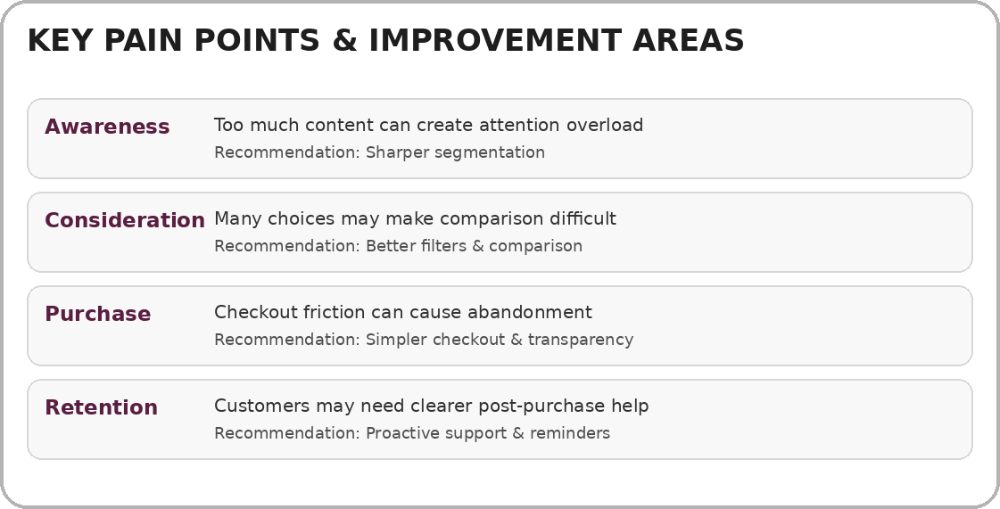 KEY PAIN POINTS & IMPROVEMENT AREAS
Awareness
Too much content can create attention overload
Recommendation: Sharper segmentation
Consideration
Many choices may make comparison difficult
Recommendation: Better filters & comparison
Purchase
Checkout friction can cause abandonment
Recommendation: Simpler checkout & transparency
Retention
Customers may need clearer post-purchase help
Recommendation: Proactive support & reminders